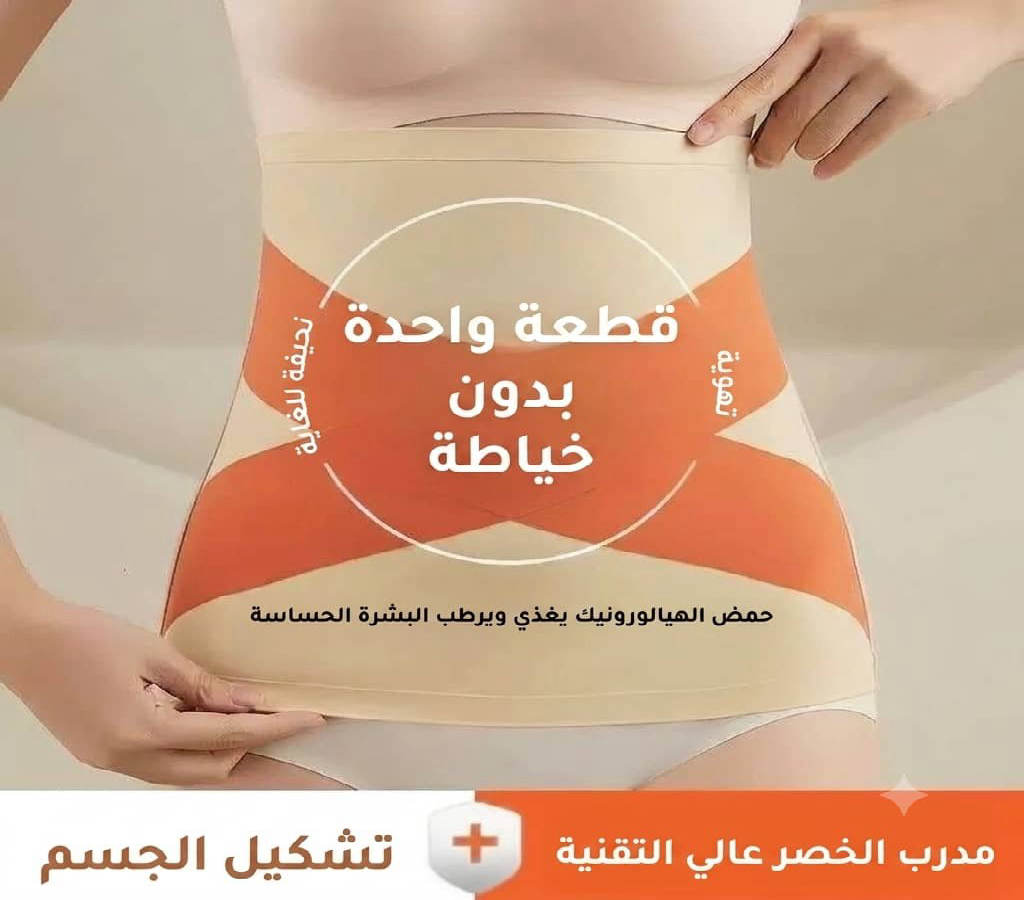 قطعة واحدة
بدون
خياطة
نحيفة للغاية
تهوية
حمض الهيالورونيك يغذي ويرطب البشرة الحساسة
مدرب الخصر عالي التقنية
تشكيل الجسم